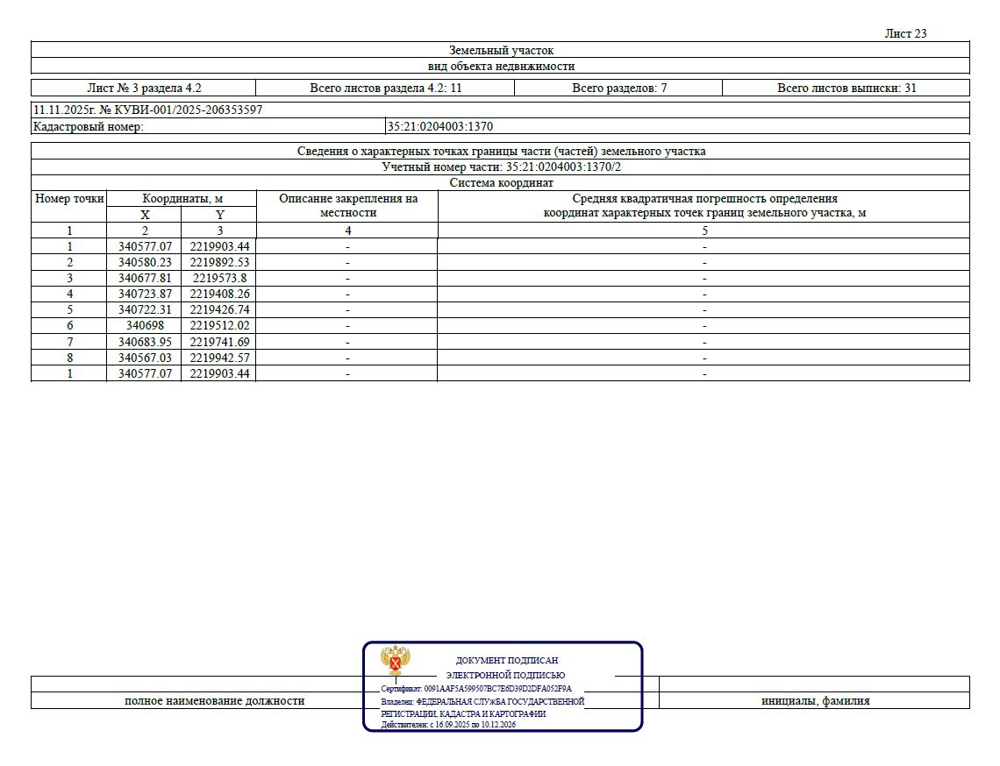 Лист 23
Земельный участок
вид объекта недвижимости
Лист № 3 раздела 4.2 Всего листов раздела 4.2: 11 Всего разделов: 7 Всего листов выписки: 31
11.11.2025г. № КУВИ-001/2025-206353597
Кадастровый номер: 35:21:0204003:1370
Сведения о характерных точках границы части (частей) земельного участка
Учетный номер части: 35:21:0204003:1370/2
Система координат
Номер точки Координаты, м Описание закрепления на местности Средняя квадратичная погрешность определения координат характерных точек границ земельного участка, м
X Y
1 2 3 4 5
1 340577.07 2219903.44 - -
2 340580.23 2219892.53 - -
3 340677.81 2219573.8 - -
4 340723.87 2219408.26 - -
5 340722.31 2219426.74 - -
6 340698 2219512.02 - -
7 340683.95 2219741.69 - -
8 340567.03 2219942.57 - -
1 340577.07 2219903.44 - -
ДОКУМЕНТ ПОДПИСАН
ЭЛЕКТРОННОЙ ПОДПИСЬЮ
Сертификат: 0091AAF5A599507BC7E6D39D2DFA052F9A
Владелец: ФЕДЕРАЛЬНАЯ СЛУЖБА ГОСУДАРСТВЕННОЙ
РЕГИСТРАЦИИ, КАДАСТРА И КАРТОГРАФИИ
Действителен: с 16.09.2025 по 10.12.2026
полное наименование должности инициалы, фамилия